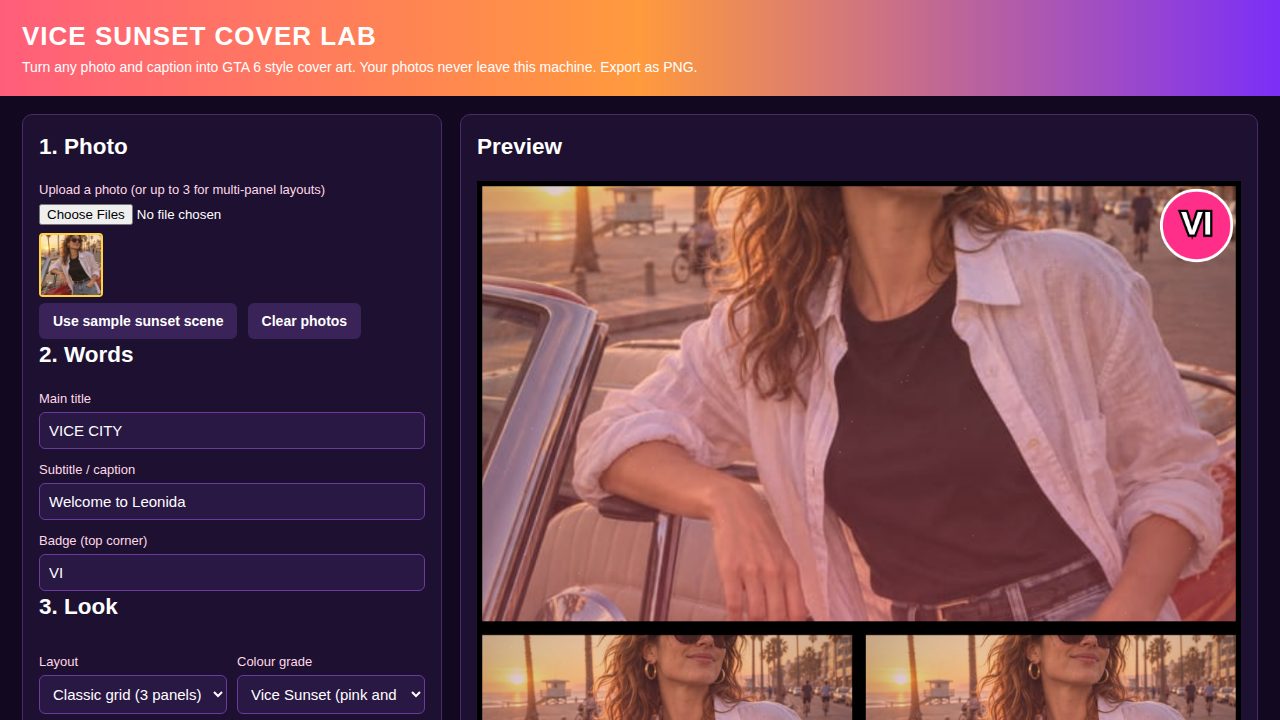 VICE SUNSET COVER LAB
Turn any photo and caption into GTA 6 style cover art. Your photos never leave this machine. Export as PNG.
1. Photo
Upload a photo (or up to 3 for multi-panel layouts)
Choose Files No file chosen
Use sample sunset scene
Clear photos
2. Words
Main title
VICE CITY
Subtitle / caption
Welcome to Leonida
Badge (top corner)
VI
3. Look
Layout
Colour grade
Classic grid (3 panels)
Vice Sunset (pink and
Preview
VI